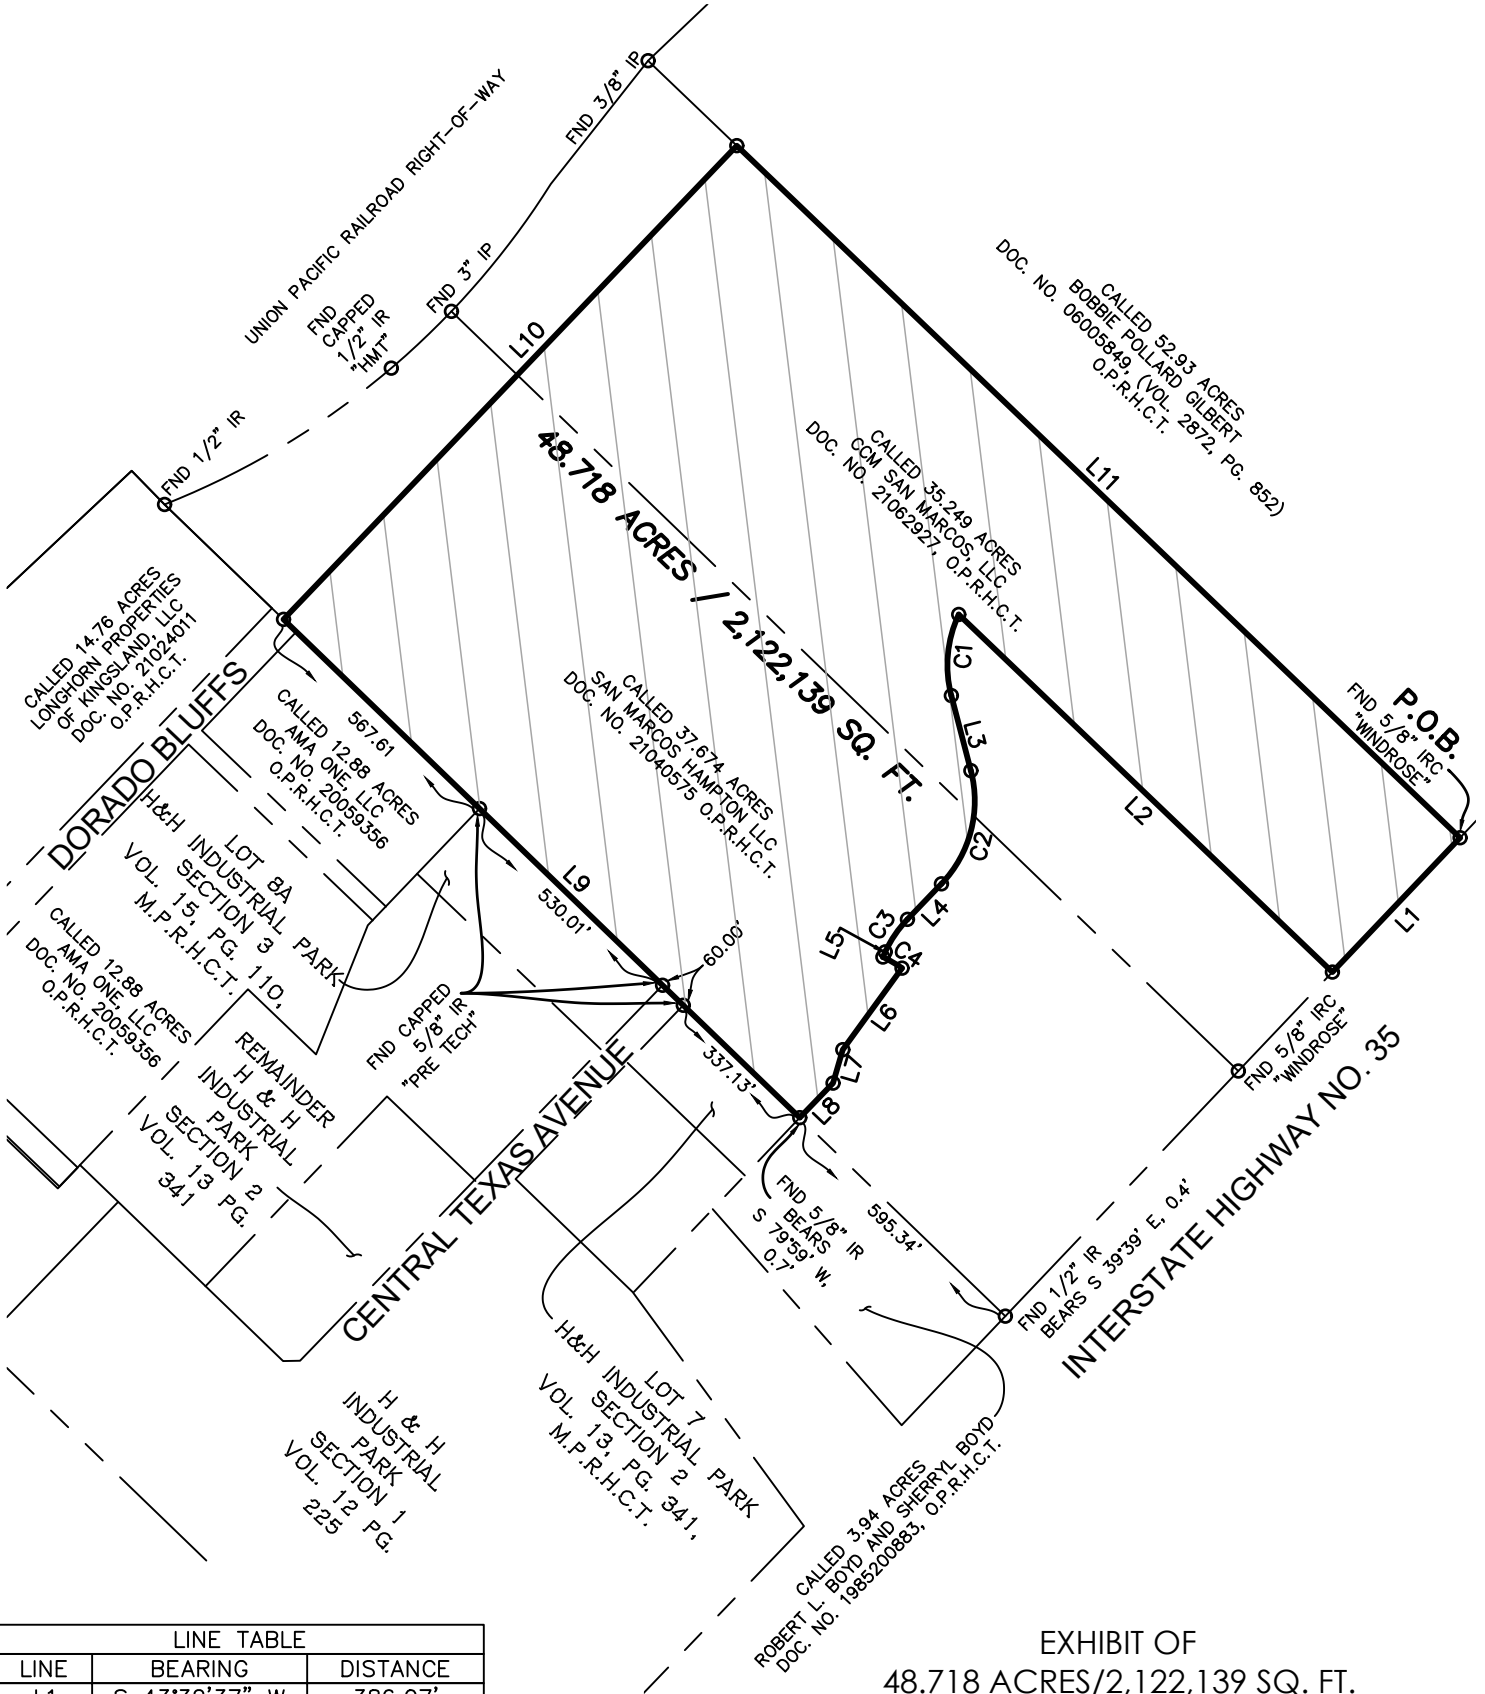 FND 3/8" IP
UNION PACIFIC RAILROAD RIGHT-OF-WAY
FND 3" IP
FND
CAPPED
1/2" IR
"HMT"
FND 1/2" IR
L10
CALLED 52.93 ACRES
BOBBIE POLLARD GILBERT
DOC. NO. 06005849, (VOL. 2872, PG. 852)
O.P.R.H.C.T.
L11
CALLED 35.249 ACRES
CCM SAN MARCOS, LLC
DOC. NO. 21062927, O.P.R.H.C.T.
48.718 ACRES / 2,122,139 SQ. FT.
CALLED 14.76 ACRES
LONGHORN PROPERTIES
OF KINGSLAND, LLC
DOC. NO. 21024011
O.P.R.H.C.T.
DORADO BLUFFS
567.61
CALLED 12.88 ACRES
AMA ONE, LLC
DOC. NO. 20059356
O.P.R.H.C.T.
CALLED 37.674 ACRES
SAN MARCOS HAMPTON LLC
DOC. NO. 21040575 O.P.R.H.C.T.
C1
L3
C2
L2
P.O.B.
FND 5/8" IRC
"WINDROSE"
L1
L4
C3
L5
C4
L6
L7
L8
L9
530.01'
60.00'
337.13'
LOT 8A
H&H INDUSTRIAL PARK
SECTION 3
VOL. 15, PG. 110,
M.P.R.H.C.T.
CALLED 12.88 ACRES
AMA ONE, LLC
DOC. NO. 20059356
O.P.R.H.C.T.
FND CAPPED
5/8" IR
"PRE TECH"
REMAINDER
H & H
INDUSTRIAL
PARK
SECTION 2
VOL. 13 PG.
341
CENTRAL TEXAS AVENUE
FND 5/8" IR
BEARS
S 79°59' W,
0.7'
595.34'
FND 5/8" IRC
"WINDROSE"
INTERSTATE HIGHWAY NO. 35
FND 1/2" IR
BEARS S 39°39' E, 0.4'
H & H
INDUSTRIAL
PARK
SECTION 1
VOL. 12 PG.
225
LOT 7
H&H INDUSTRIAL PARK
SECTION 2
VOL. 13, PG. 341,
M.P.R.H.C.T.
CALLED 3.94 ACRES
ROBERT L. BOYD AND SHERRYL BOYD
DOC. NO. 1985200883, O.P.R.H.C.T.
LINE TABLE
LINE BEARING DISTANCE
EXHIBIT OF
48.718 ACRES/2,122,139 SQ. FT.